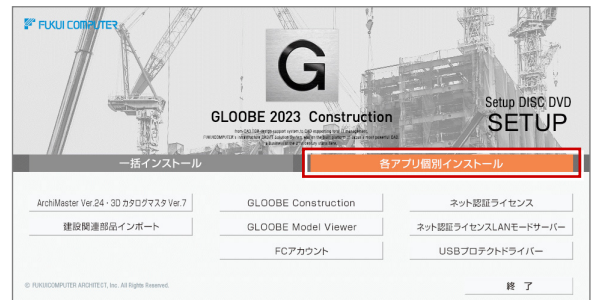 FUKUI COMPUTER
G
GLOOBE 2023 Construction
Setup DISC DVD
SETUP
一括インストール
各アプリ個別インストール
ArchiMaster Ver.24・3D カタログマスタ Ver.7
GLOOBE Construction
ネット認証ライセンス
建設関連部品インポート
GLOOBE Model Viewer
ネット認証ライセンスLANモードサーバー
FCアカウント
USBプロテクトドライバー
© FUKUICOMPUTER ARCHITECT, Inc. All Rights Reserved.
終 了